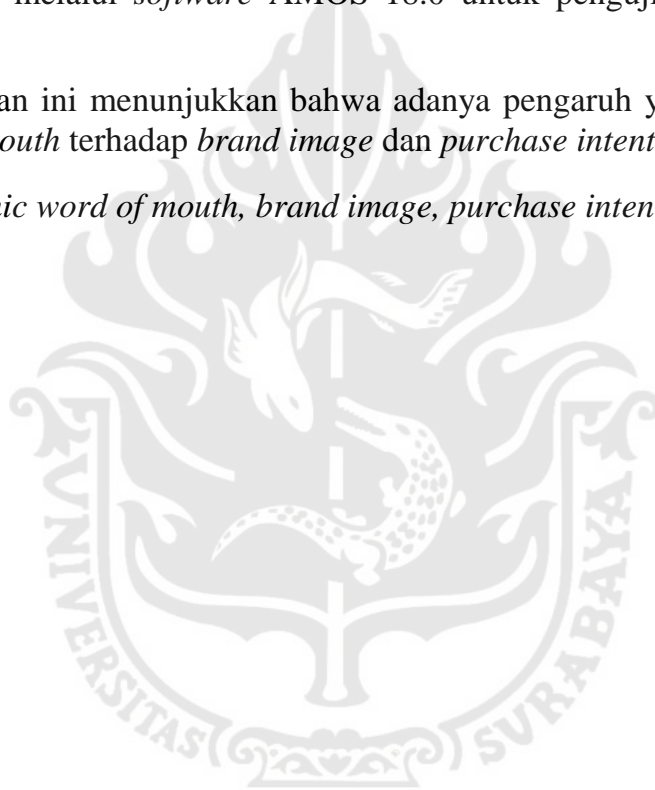 melalui software AMOS 18.0 untuk penguji
an ini menunjukkan bahwa adanya pengaruh y
outh terhadap brand image dan purchase intent
ic word of mouth, brand image, purchase inten
UNIVERSITAS SURABAYA